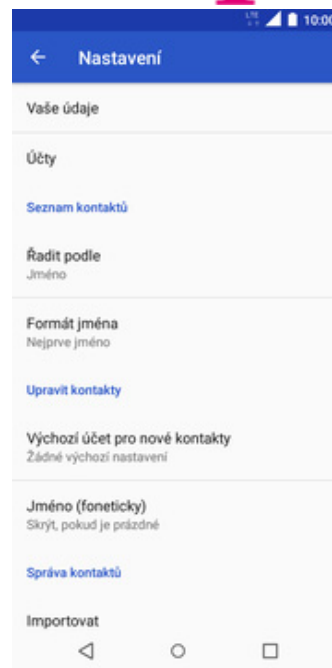 LTE 10:00
Nastavení
Vaše údaje
Účty
Seznam kontaktů
Řadit podle
Jméno
Formát jména
Nejprve jméno
Upravit kontakty
Výchozí účet pro nové kontakty
Žádné výchozí nastavení
Jméno (foneticky)
Skrýt, pokud je prázdné
Správa kontaktů
Importovat